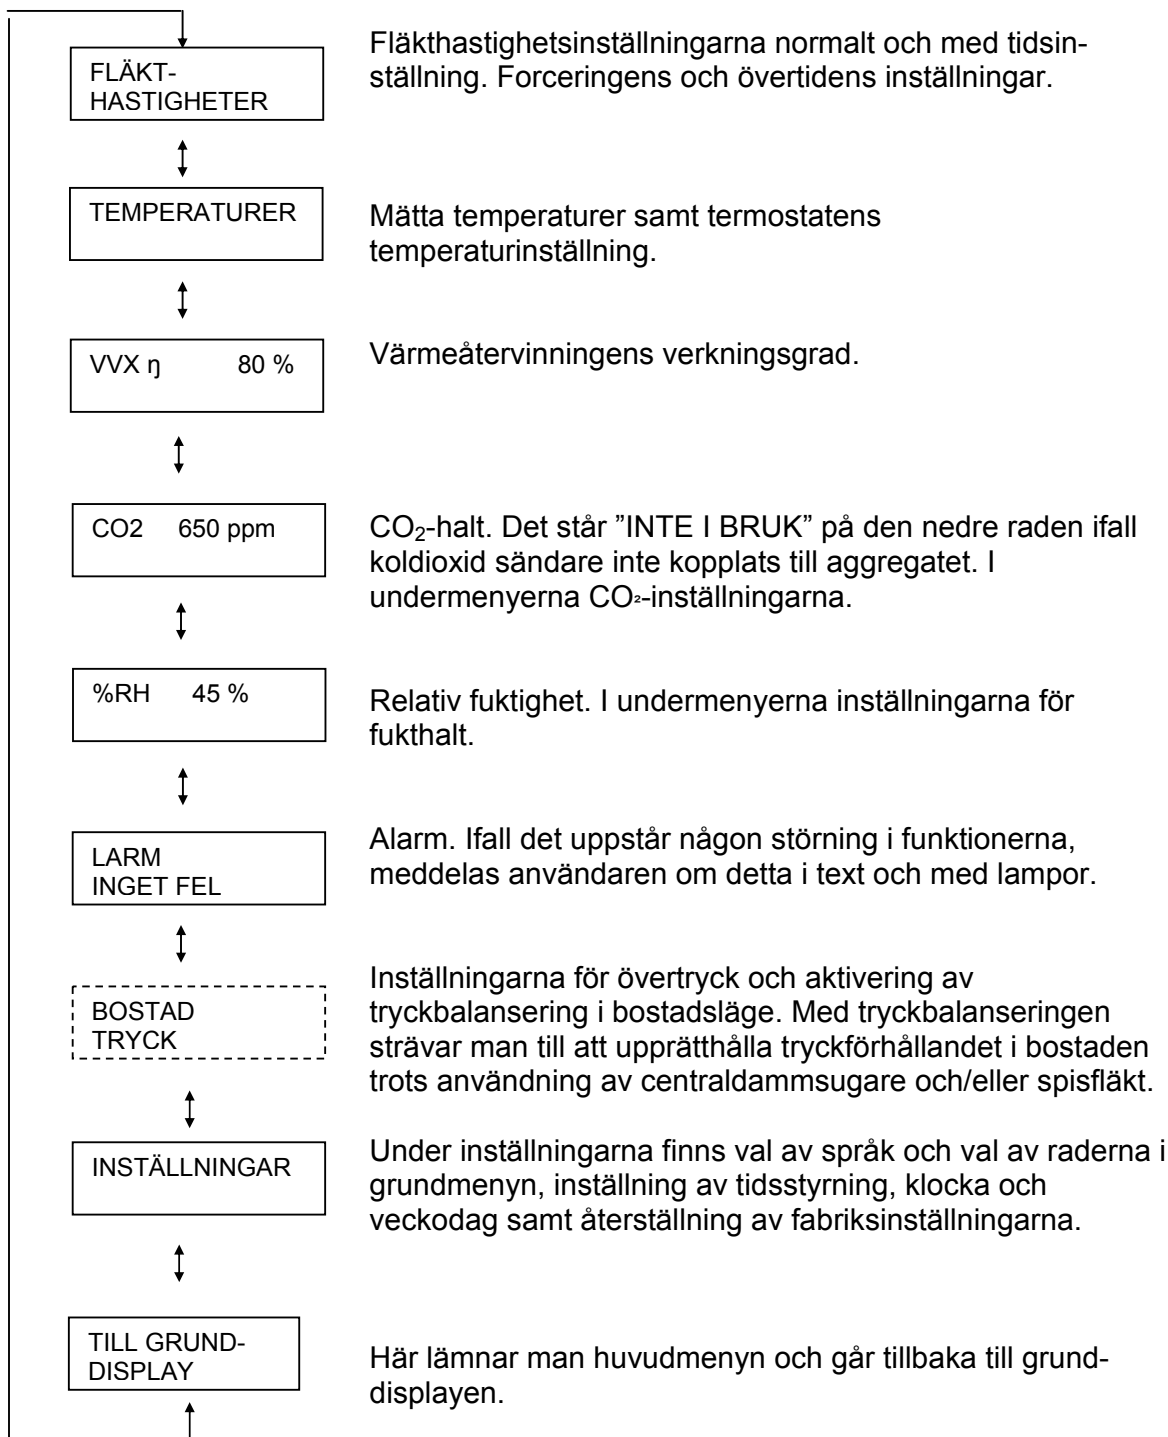 FLÄKT-
HASTIGHETER
Fläkthastighetsinställningarna normalt och med tidsin-
ställning. Forceringens och övertidens inställningar.
TEMPERATURER
Mätta temperaturer samt termostatens
temperaturinställning.
VVX ŋ 80 %
Värmeåtervinningens verkningsgrad.
CO2 650 ppm
CO₂-halt. Det står ”INTE I BRUK” på den nedre raden ifall
koldioxid sändare inte kopplats till aggregatet. I
undermenyerna CO₂-inställningarna.
%RH 45 %
Relativ fuktighet. I undermenyerna inställningarna för
fukthalt.
LARM
INGET FEL
Alarm. Ifall det uppstår någon störning i funktionerna,
meddelas användaren om detta i text och med lampor.
BOSTAD
TRYCK
Inställningarna för övertryck och aktivering av
tryckbalansering i bostadsläge. Med tryckbalanseringen
strävar man till att upprätthålla tryckförhållandet i bostaden
trots användning av centraldammsugare och/eller spisfläkt.
INSTÄLLNINGAR
Under inställningarna finns val av språk och val av raderna i
grundmenyn, inställning av tidsstyrning, klocka och
veckodag samt återställning av fabriksinställningarna.
TILL GRUND-
DISPLAY
Här lämnar man huvudmenyn och går tillbaka till grund-
displayen.